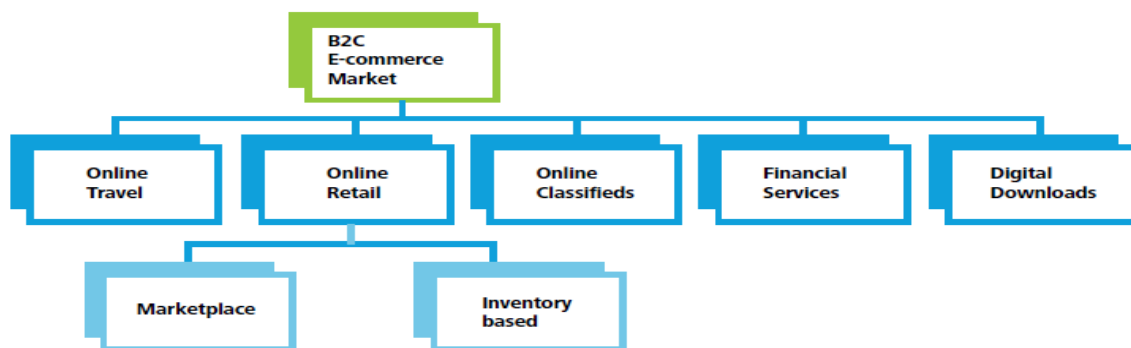 B2C
E-commerce
Market
Online
Travel
Online
Retail
Online
Classifieds
Financial
Services
Digital
Downloads
Marketplace
Inventory
based